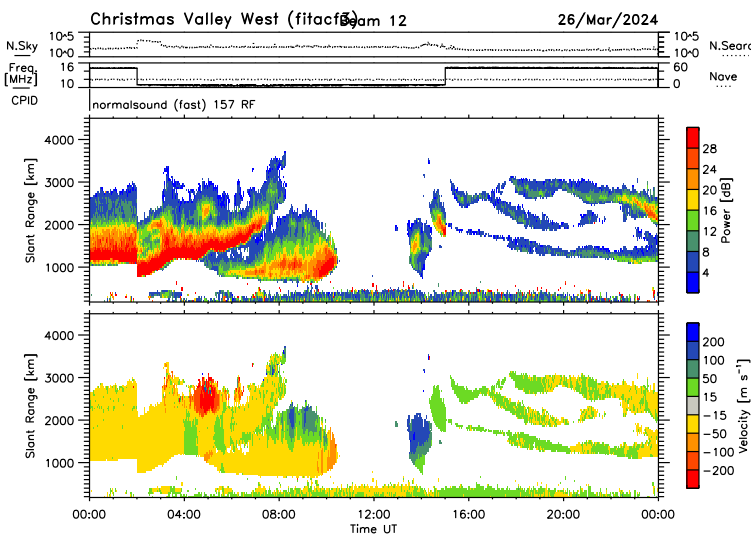 Christmas Valley West (fitacf3) Beam 12 26/Mar/2024
N.Sky 10^5 10^0 10^5 10^0 N.Searc
Freq [MHz] 16 10 60 0 Nave
CPID normalsound (fast) 157 RF
Slant Range [km] 4000 3000 2000 1000
28 24 20 16 12 8 4 Power [dB]
Slant Range [km] 4000 3000 2000 1000
200 100 50 15 -15 -50 -100 -200 Velocity [m s⁻¹]
00:00 04:00 08:00 12:00 16:00 20:00 00:00
Time UT